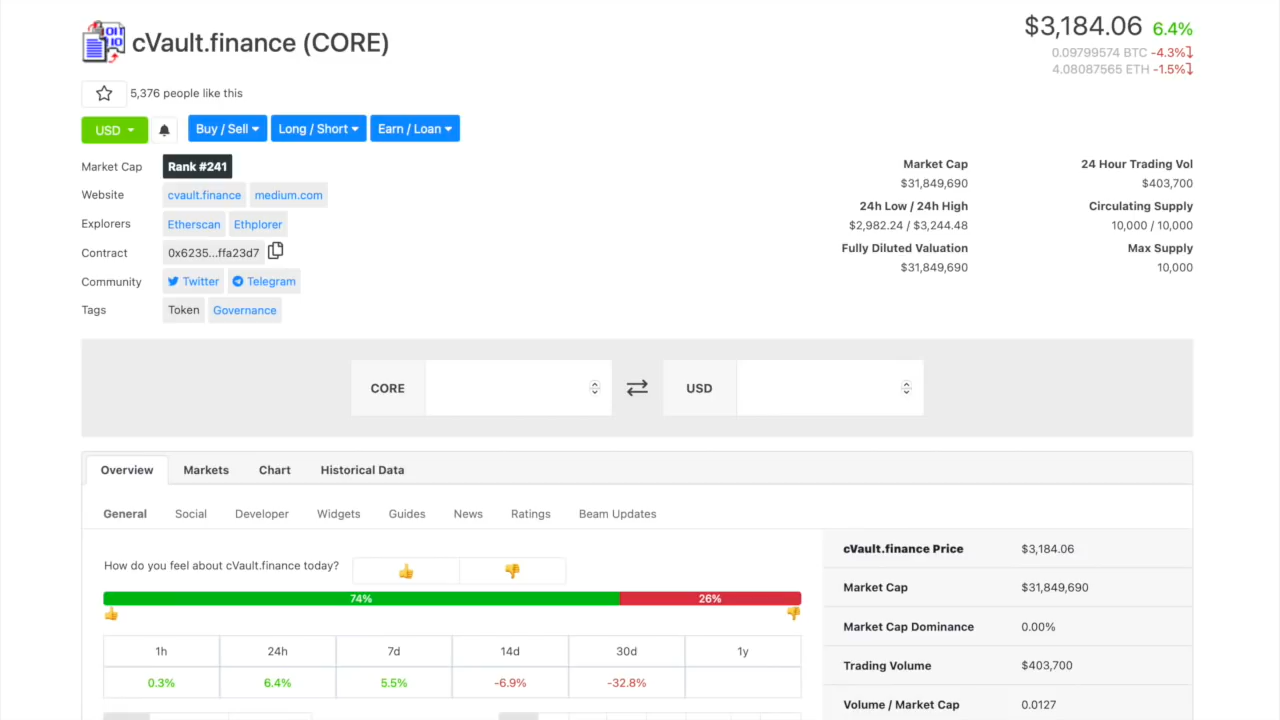 cVault.finance (CORE)
$3,184.06 6.4%
0.09799574 BTC -4.3%
4.08087565 ETH -1.5%
5,376 people like this
USD Buy / Sell Long / Short Earn / Loan
Market Cap Rank #241
Website cvault.finance medium.com
Explorers Etherscan Ethplorer
Contract 0x6235...ffa23d7
Community Twitter Telegram
Tags Token Governance
Market Cap 24 Hour Trading Vol
$31,849,690 $403,700
24h Low / 24h High Circulating Supply
$2,982.24 / $3,244.48 10,000 / 10,000
Fully Diluted Valuation Max Supply
$31,849,690 10,000
CORE USD
Overview Markets Chart Historical Data
General Social Developer Widgets Guides News Ratings Beam Updates
How do you feel about cVault.finance today?
74% 26%
1h 24h 7d 14d 30d 1y
0.3% 6.4% 5.5% -6.9% -32.8%
cVault.finance Price $3,184.06
Market Cap $31,849,690
Market Cap Dominance 0.00%
Trading Volume $403,700
Volume / Market Cap 0.0127